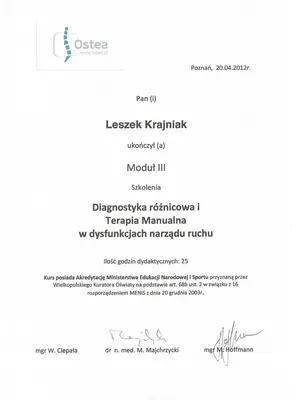 Ostea
Poznań, 20.04.2012r.
Pan (i)
Leszek Krajniak
ukończył (a)
Moduł III
Szkolenia
Diagnostyka różnicowa i
Terapia Manualna
w dysfunkcjach narządu ruchu
Ilość godzin dydaktycznych: 25
Kurs posiada Akredytację Ministerstwa Edukacji Narodowej i Sportu przyznaną przez
Wielkopolskiego Kuratora Oświaty na podstawie art. 68b ust. 2 w związku z 16
rozporządzeniem MENiS z dnia 20 grudnia 2003r.
mgr W. Ciepała
dr n. med. M. Majchrzycki
mgr M. Hoffmann